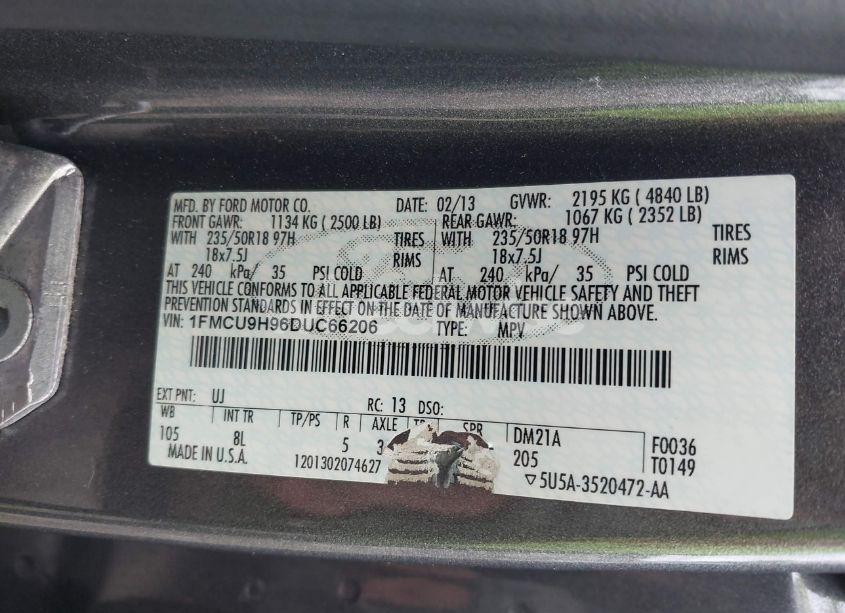 MFD. BY FORD MOTOR CO. DATE: 02/13 GVWR: 2195 KG ( 4840 LB)
FRONT GAWR: 1134 KG ( 2500 LB) REAR GAWR: 1067 KG ( 2352 LB)
WITH 235/50R18 97H TIRES WITH 235/50R18 97H TIRES
18x7.5J RIMS 18x7.5J RIMS
AT 240 kPa/ 35 PSI COLD AT 240 kPa/ 35 PSI COLD
THIS VEHICLE CONFORMS TO ALL APPLICABLE FEDERAL MOTOR VEHICLE SAFETY AND THEFT
PREVENTION STANDARDS IN EFFECT ON THE DATE OF MANUFACTURE SHOWN ABOVE.
VIN: 1FMCU9H96DUC66206 TYPE: MPV
EXT PNT: UJ RC: 13 DSO:
WB INT TR TP/PS R AXLE SPR DM21A F0036
105 8L 5 3 205 T0149
MADE IN U.S.A. 1201302074627 ▽5U5A-3520472-AA